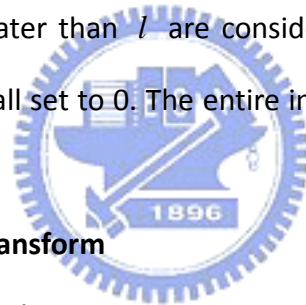 eater than l are consid
all set to 0. The entire in
1896
ransform